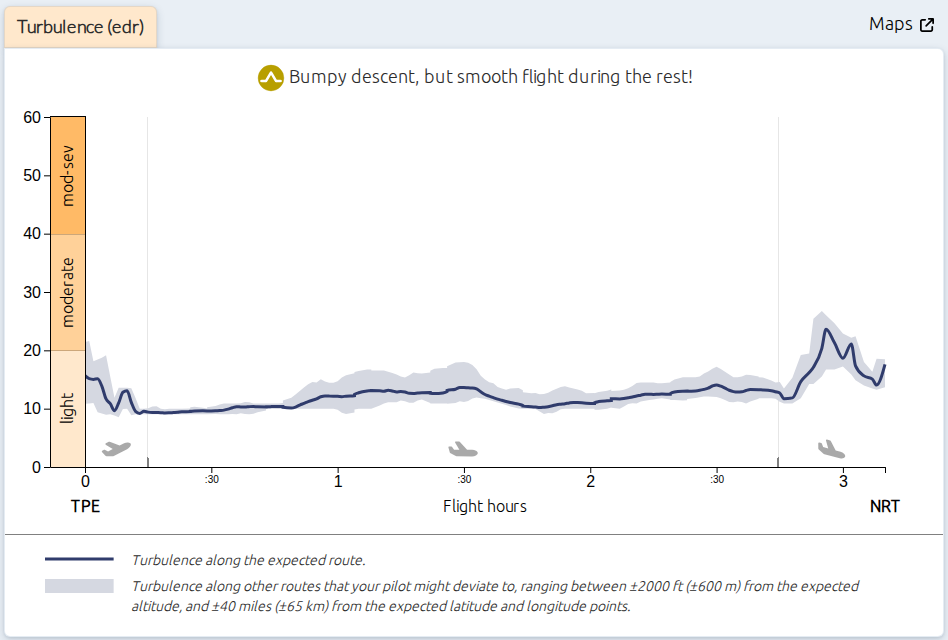 Turbulence (edr)
Maps
Bumpy descent, but smooth flight during the rest!
60
50
40
30
20
10
0
mod-sev
moderate
light
0
:30
1
:30
2
:30
3
TPE
Flight hours
NRT
Turbulence along the expected route.
Turbulence along other routes that your pilot might deviate to, ranging between ±2000 ft (±600 m) from the expected
altitude, and ±40 miles (±65 km) from the expected latitude and longitude points.